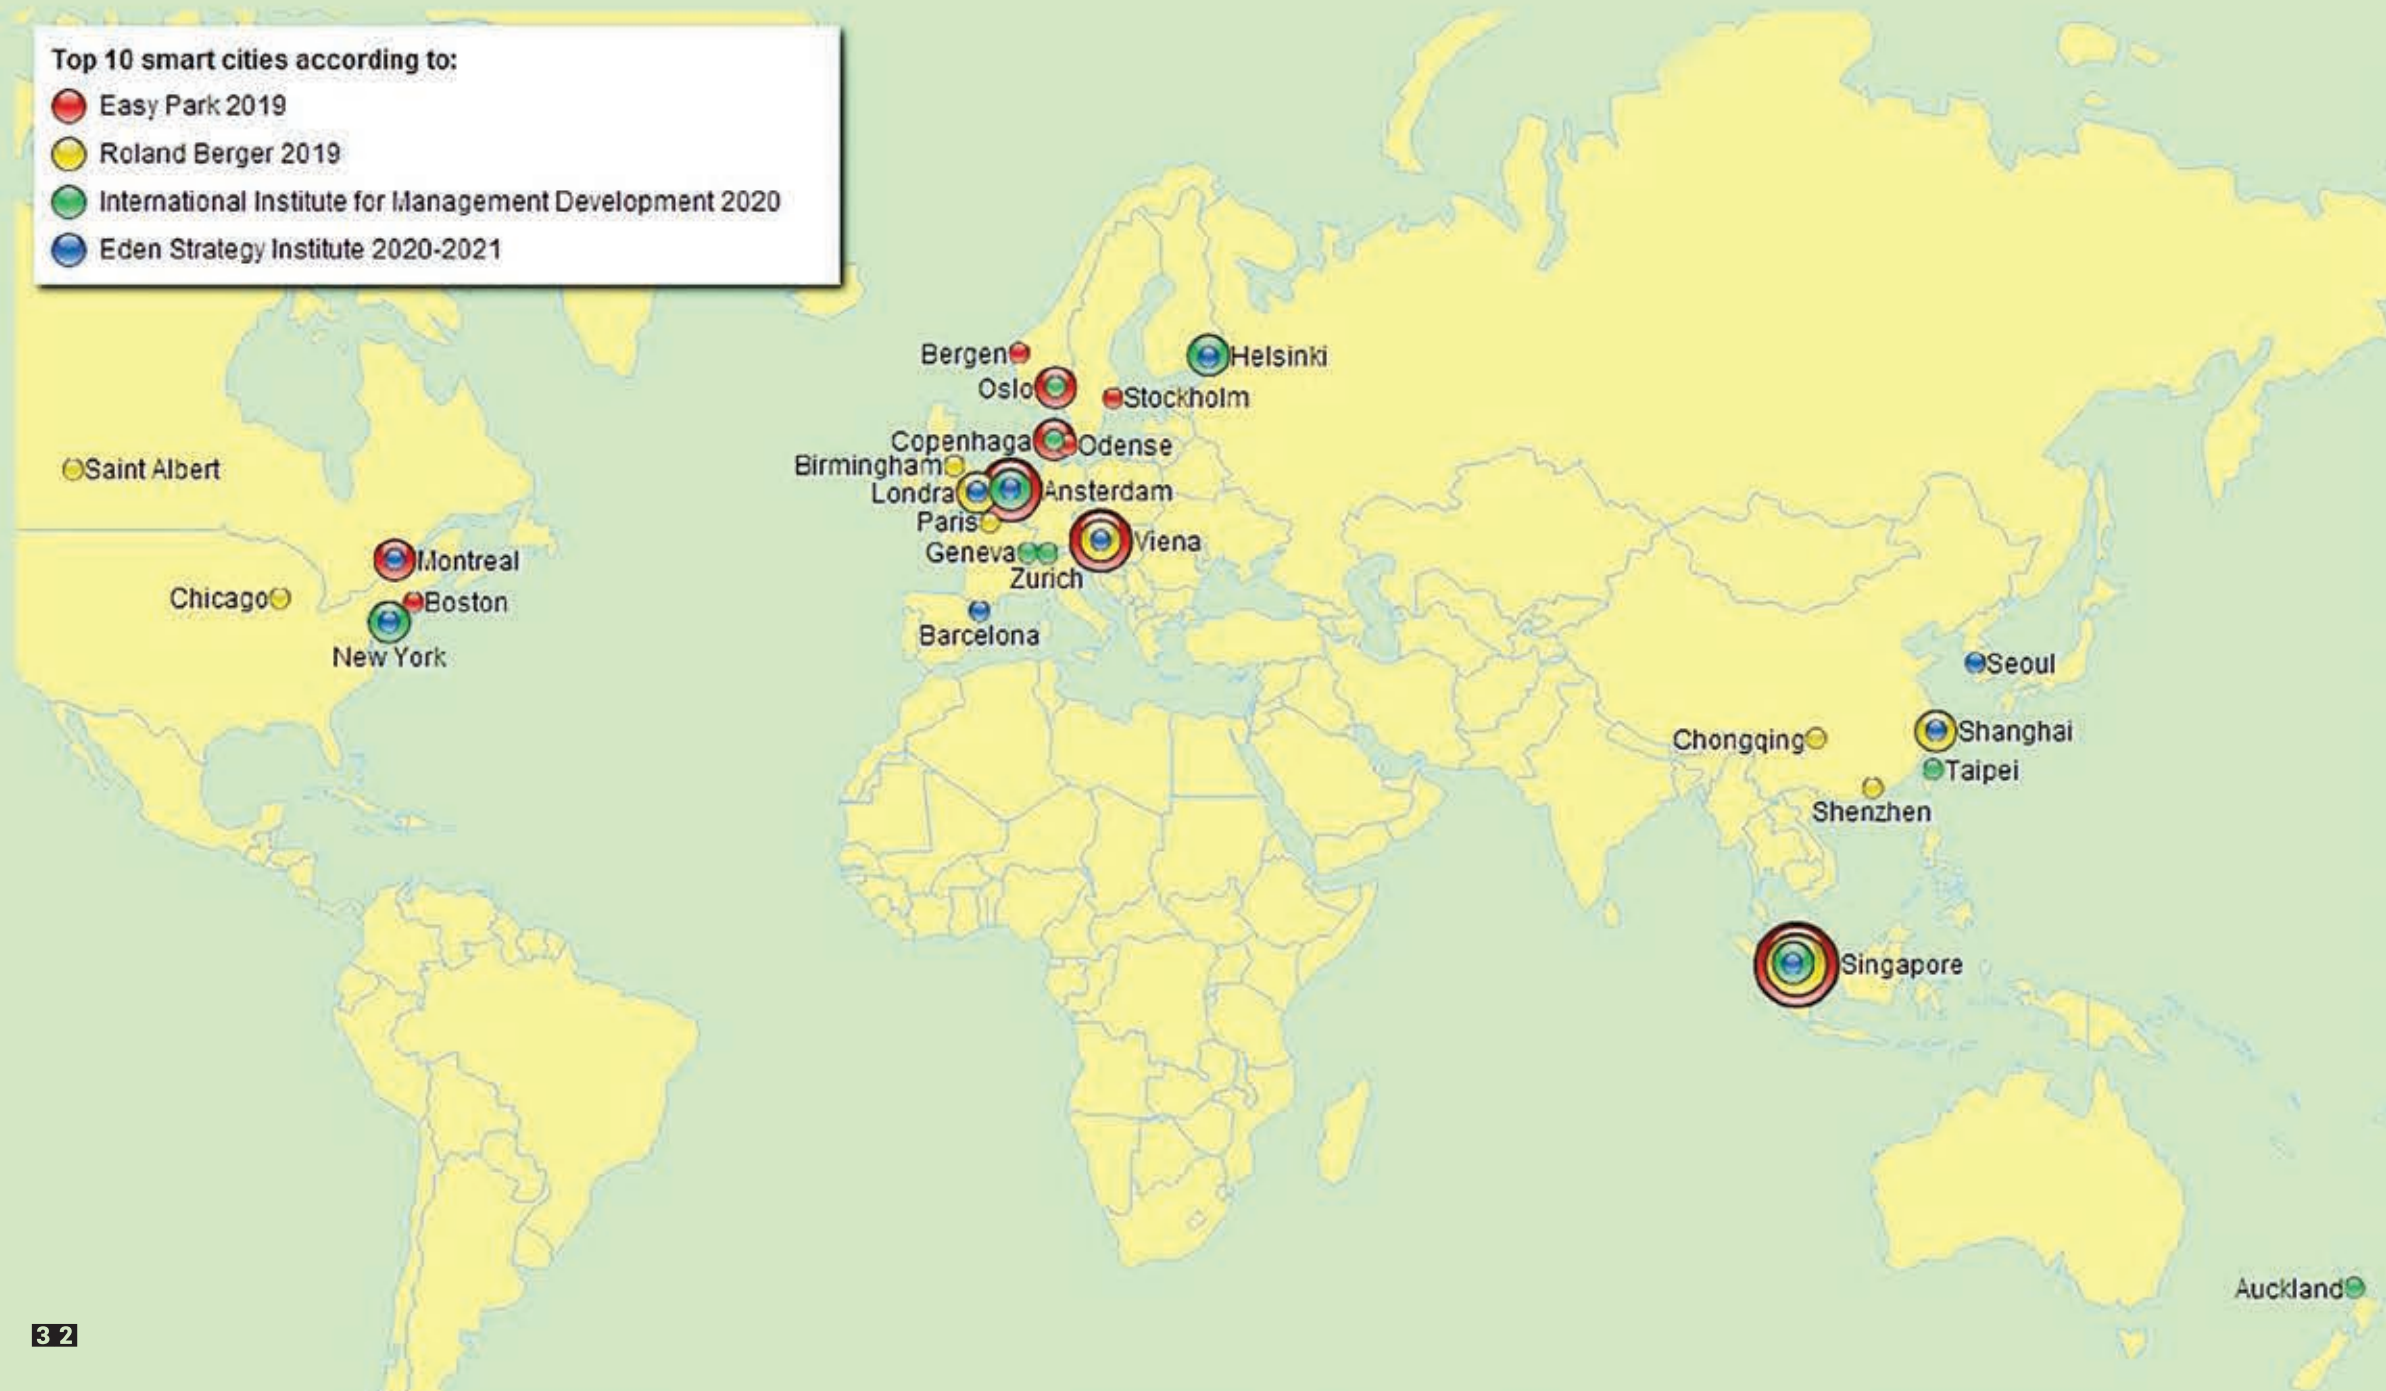 Top 10 smart cities according to:
Easy Park 2019
Roland Berger 2019
International Institute for Management Development 2020
Eden Strategy Institute 2020-2021
Bergen
Helsinki
Oslo
Stockholm
Copenhaga
Odense
Birmingham
Saint Albert
Londra
Ansterdam
Paris
Viena
Geneva
Montreal
Zurich
Chicago
Boston
Barcelona
New York
Seoul
Shanghai
Chongqing
Taipei
Shenzhen
Singapore
Auckland
32